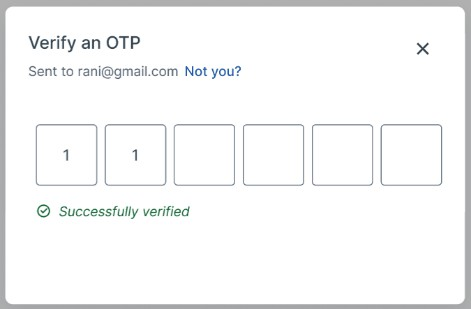 Verify an OTP
Sent to rani@gmail.com Not you?
1 1
Successfully verified